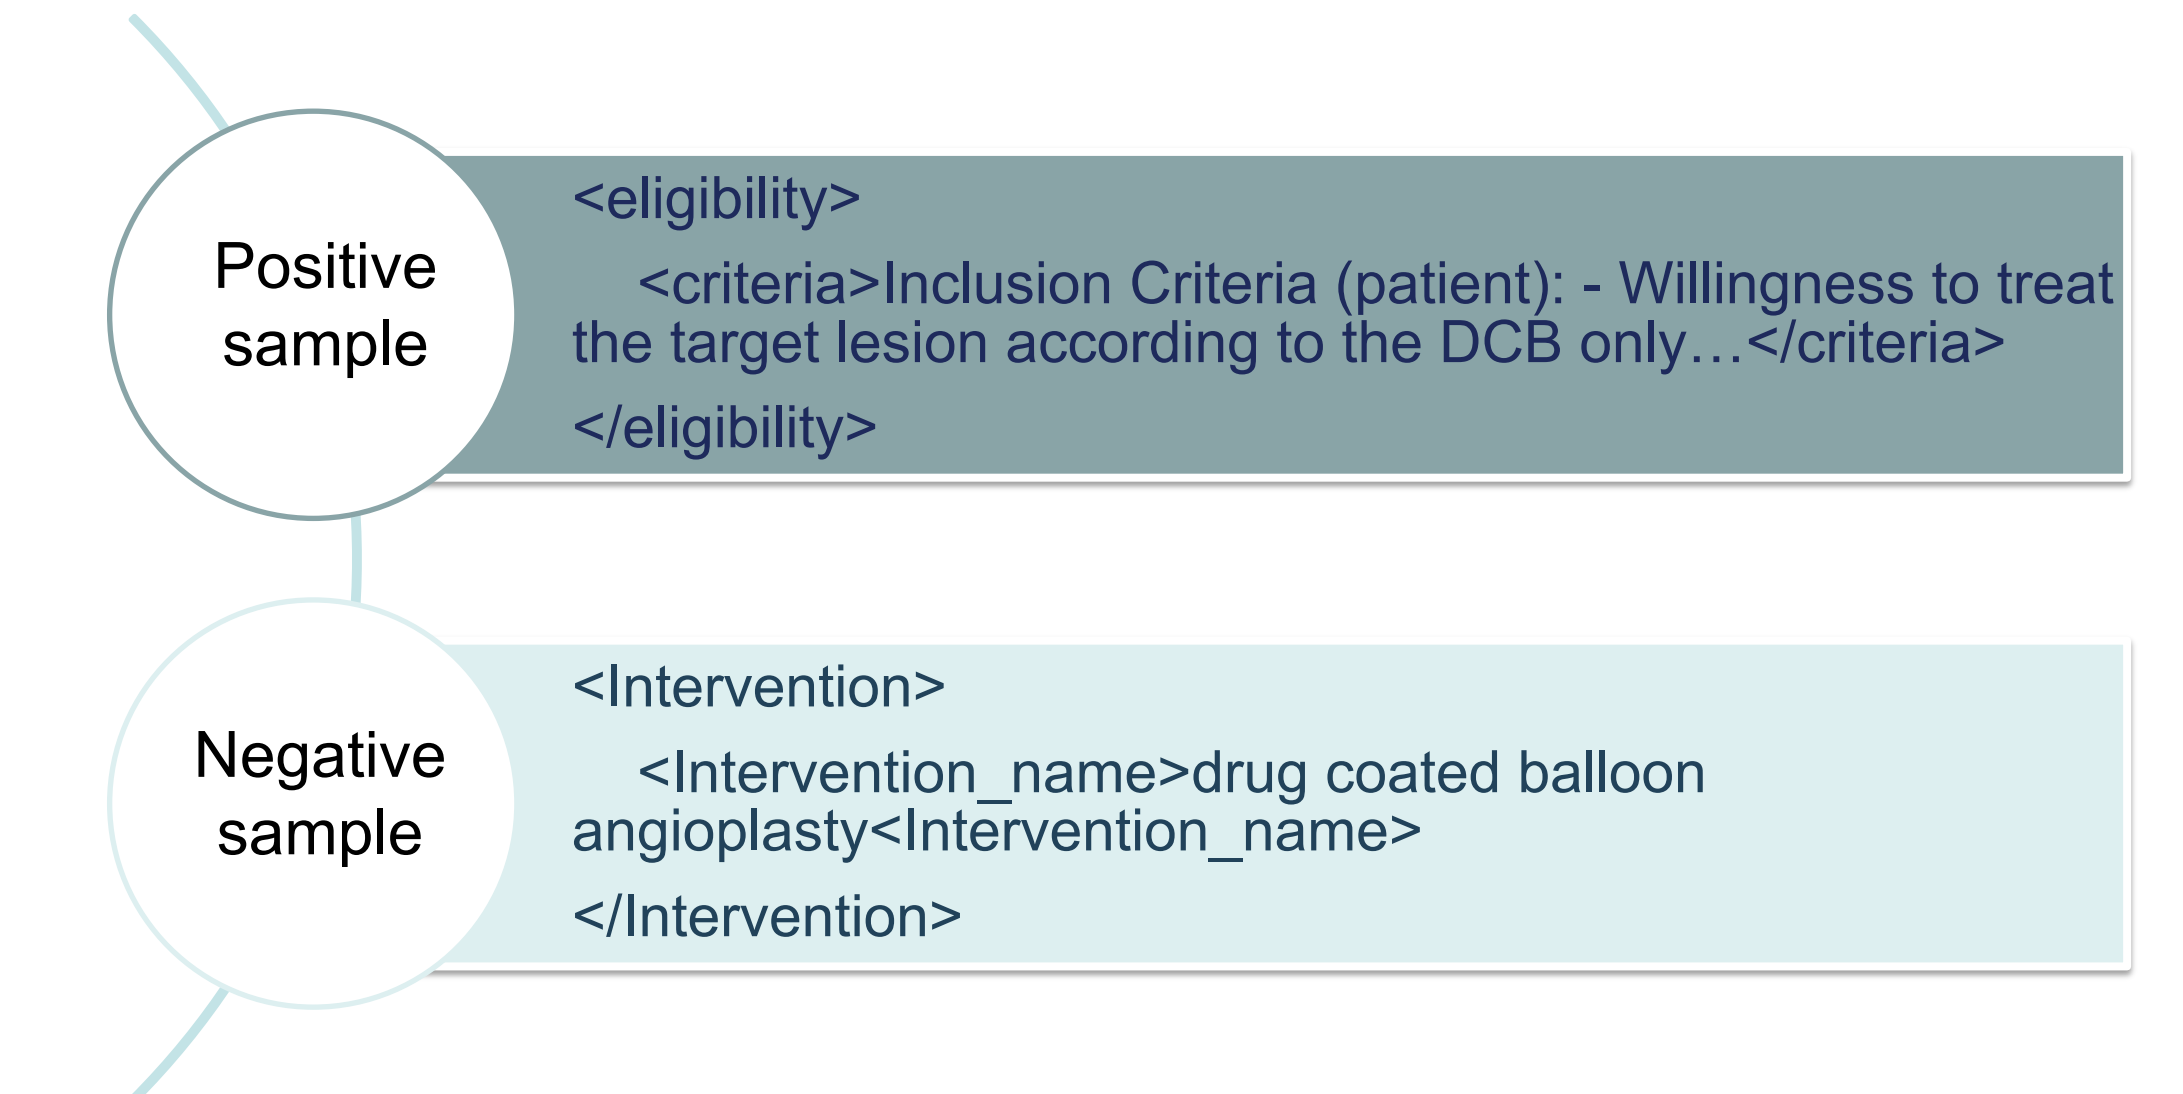 Positive
sample
<eligibility>
<criteria>Inclusion Criteria (patient): - Willingness to treat
the target lesion according to the DCB only…</criteria>
</eligibility>
Negative
sample
<Intervention>
<Intervention_name>drug coated balloon
angioplasty<Intervention_name>
</Intervention>